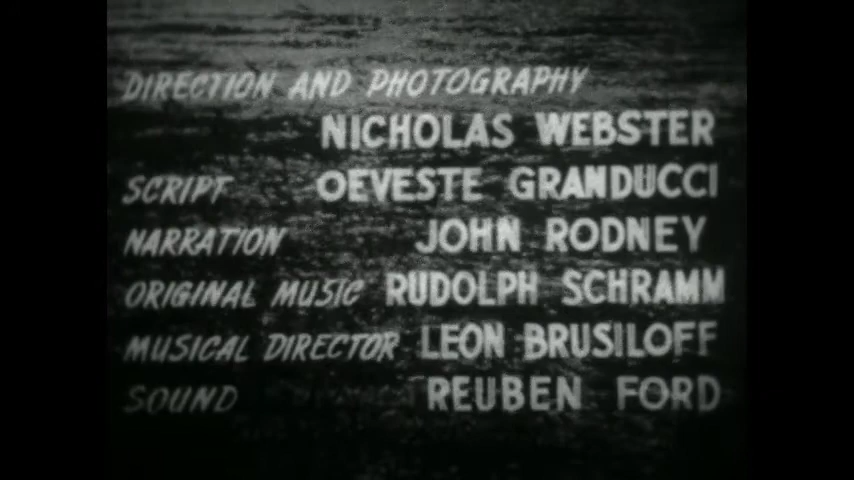 DIRECTION AND PHOTOGRAPHY
NICHOLAS WEBSTER
SCRIPT OEVESTE GRANDUCCI
NARRATION JOHN RODNEY
ORIGINAL MUSIC RUDOLPH SCHRAMM
MUSICAL DIRECTOR LEON BRUSILOFF
SOUND REUBEN FORD